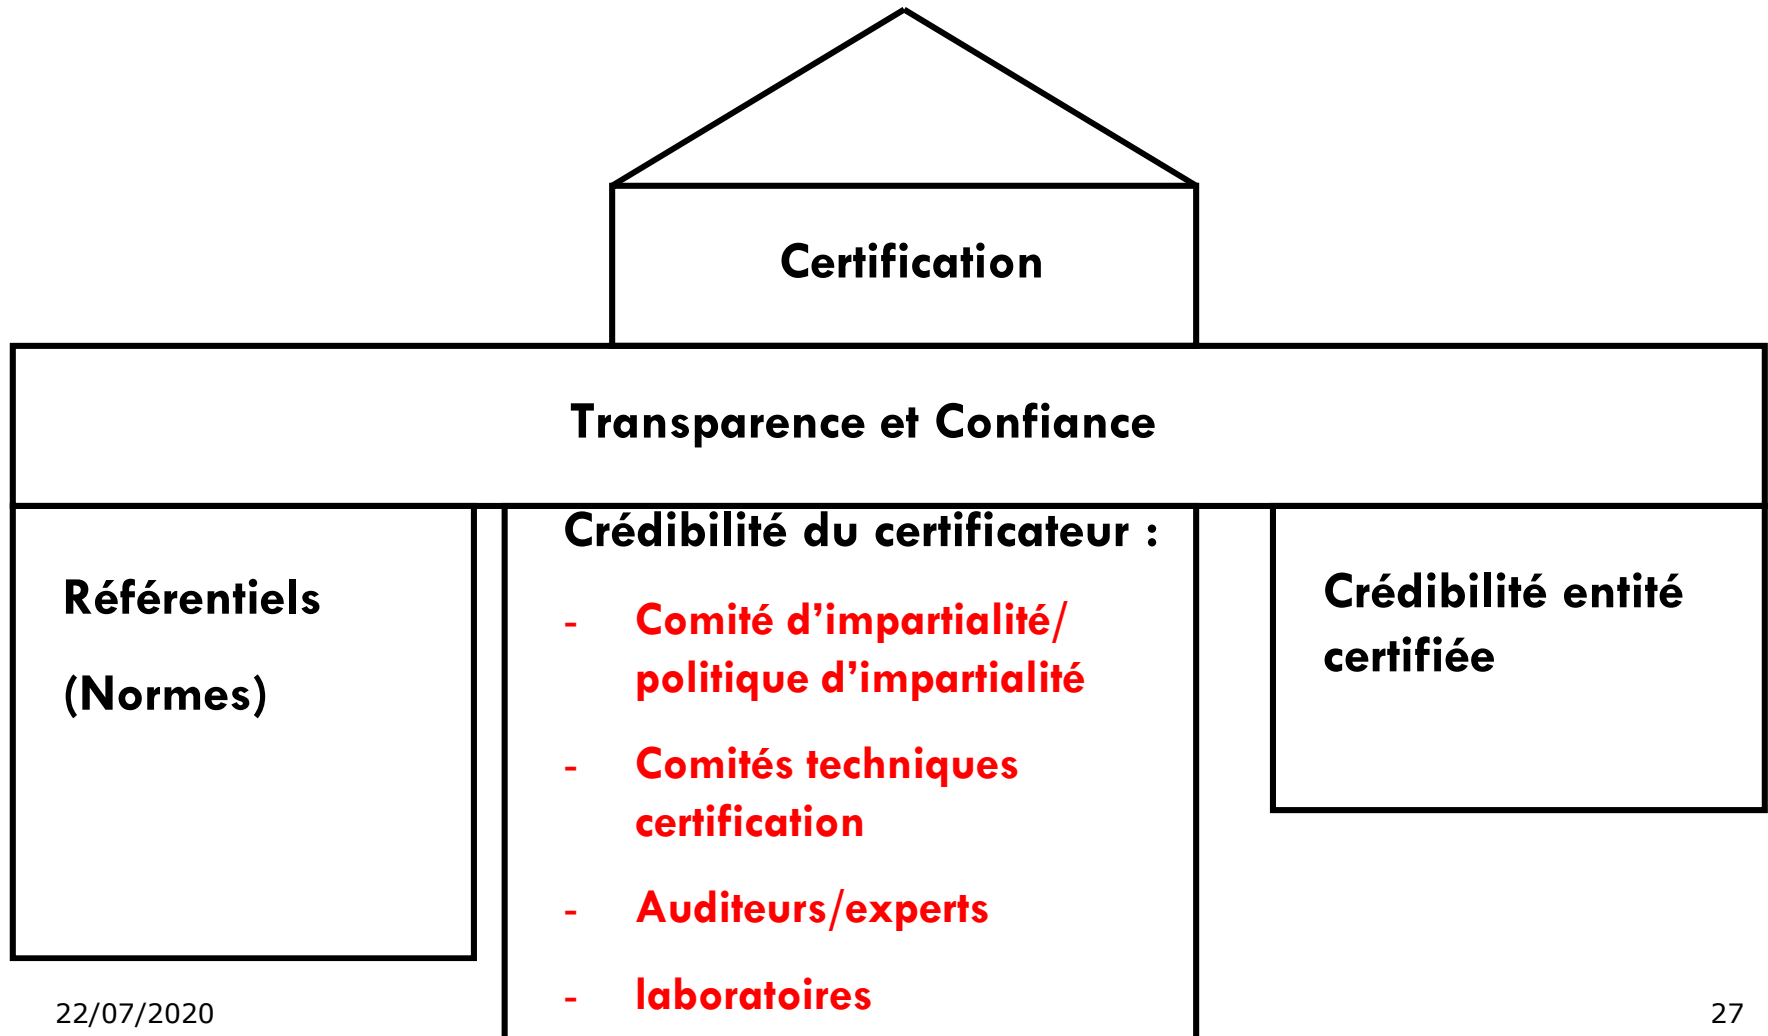 Certification
Transparence et Confiance
Référentiels
(Normes)
Crédibilité du certificateur :
- Comité d’impartialité/
politique d’impartialité
- Comités techniques
certification
- Auditeurs/experts
- laboratoires
Crédibilité entité
certifiée
22/07/2020
27